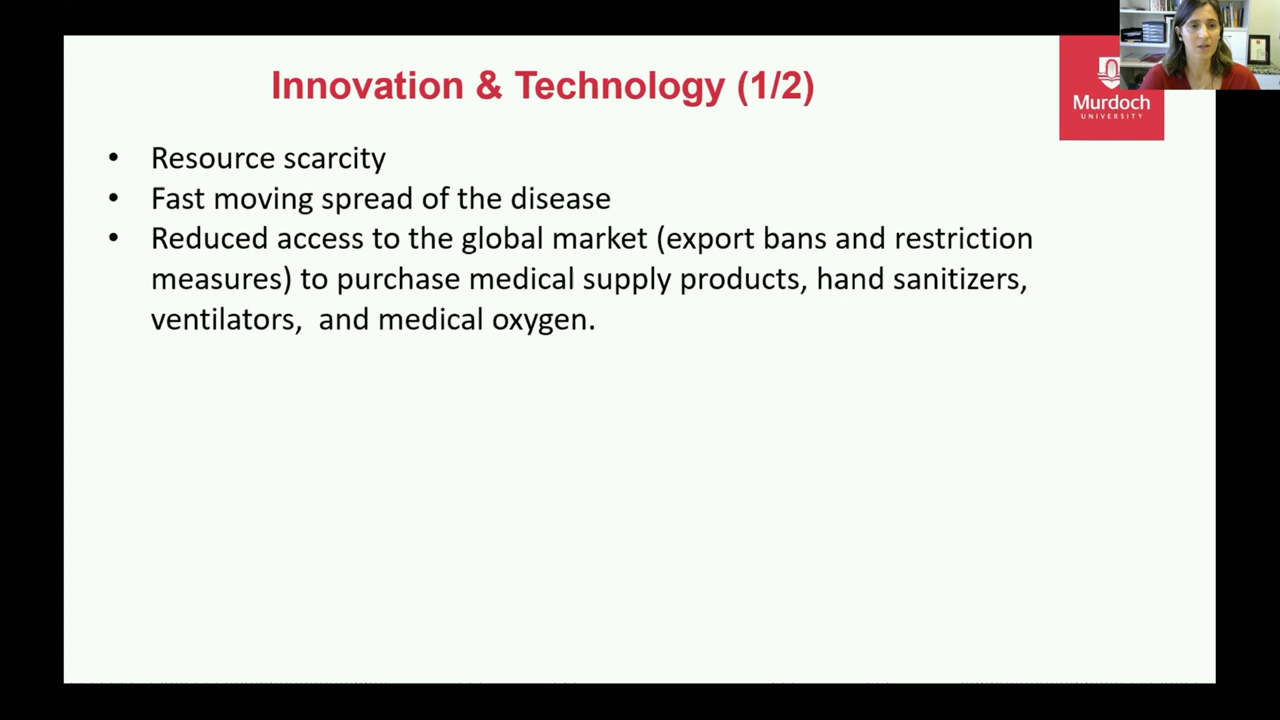 Innovation & Technology (1/2)
Murdoch
UNIVERSITY
• Resource scarcity
• Fast moving spread of the disease
• Reduced access to the global market (export bans and restriction
measures) to purchase medical supply products, hand sanitizers,
ventilators,  and medical oxygen.